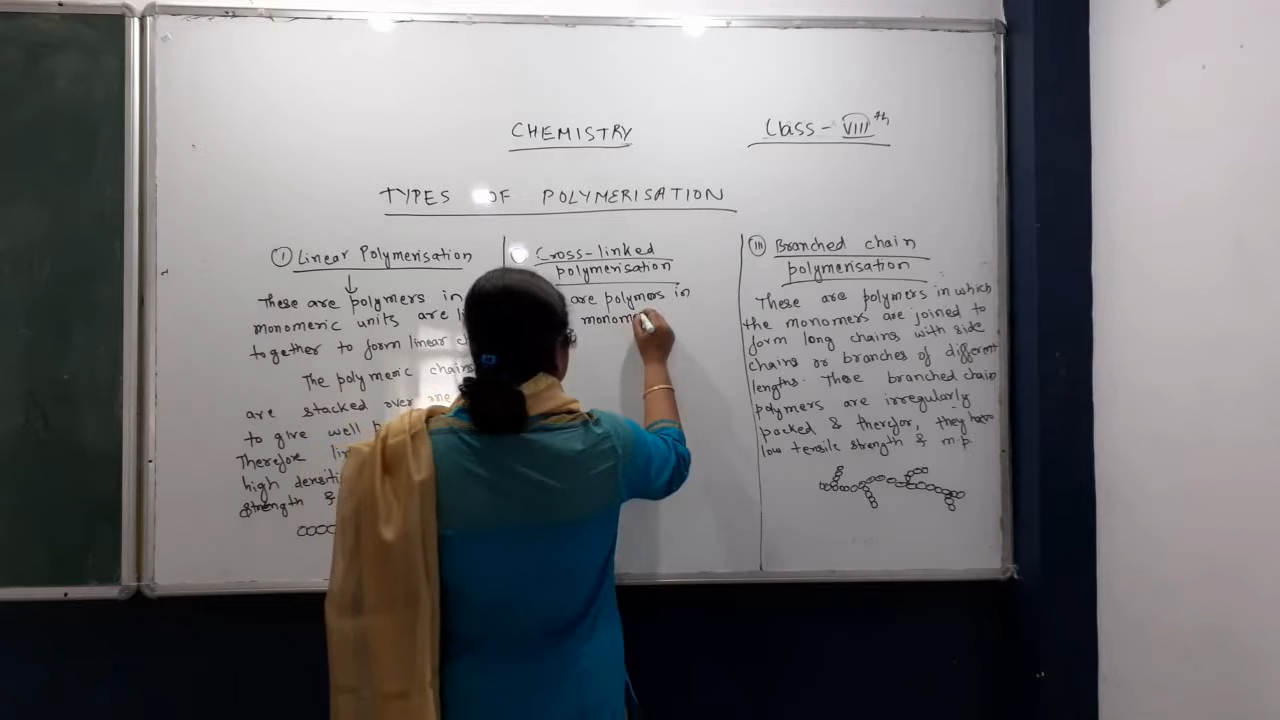 CHEMISTRY
Class - VIII th
TYPES OF POLYMERISATION
(I) Linear Polymerisation
These are polymers in
monomeric units are
together to form linear
The polymeric chains
are stacked over one
to give well
Therefore
high
strength &
Cross-linked
polymerisation
are polymers in
monom
(III) Branched chain
polymerisation
These are polymers in which
the monomers are joined to
form long chains with side
chains or branches of different
lengths. These branched chain
polymers are irregularly
packed & therefor, they have
low tensile strength & m.p.